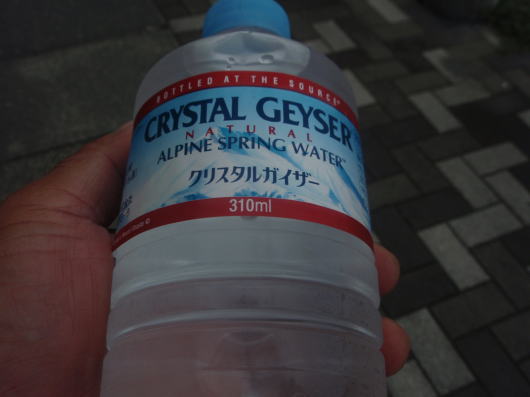 BOTTLED AT THE SOURCE
CRYSTAL GEYSER
NATURAL
ALPINE SPRING WATER
クリスタルガイザー
310ml